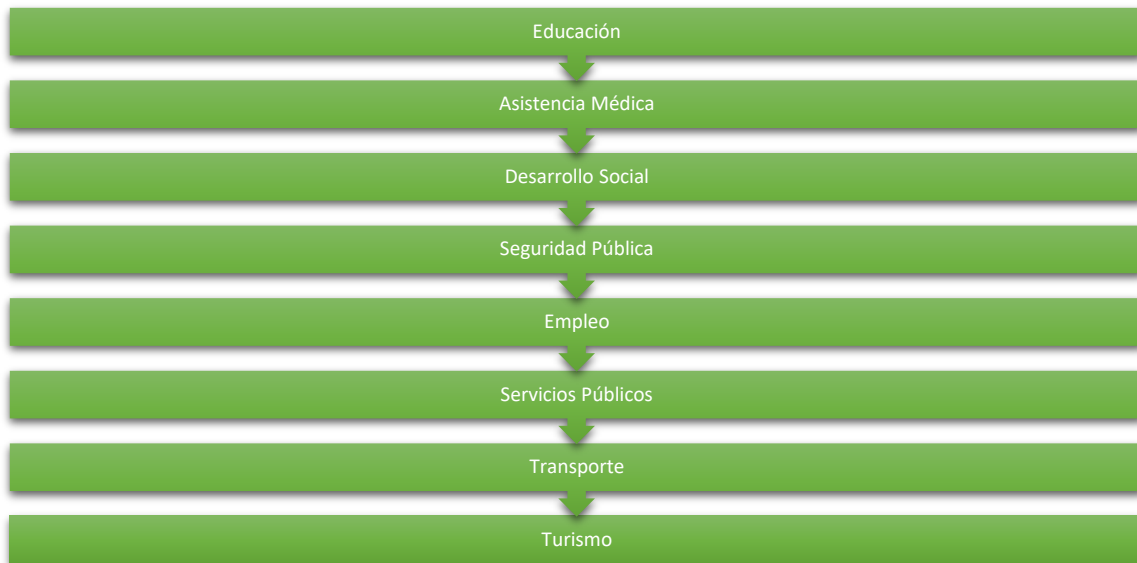 Educación
Asistencia Médica
Desarrollo Social
Seguridad Pública
Empleo
Servicios Públicos
Transporte
Turismo